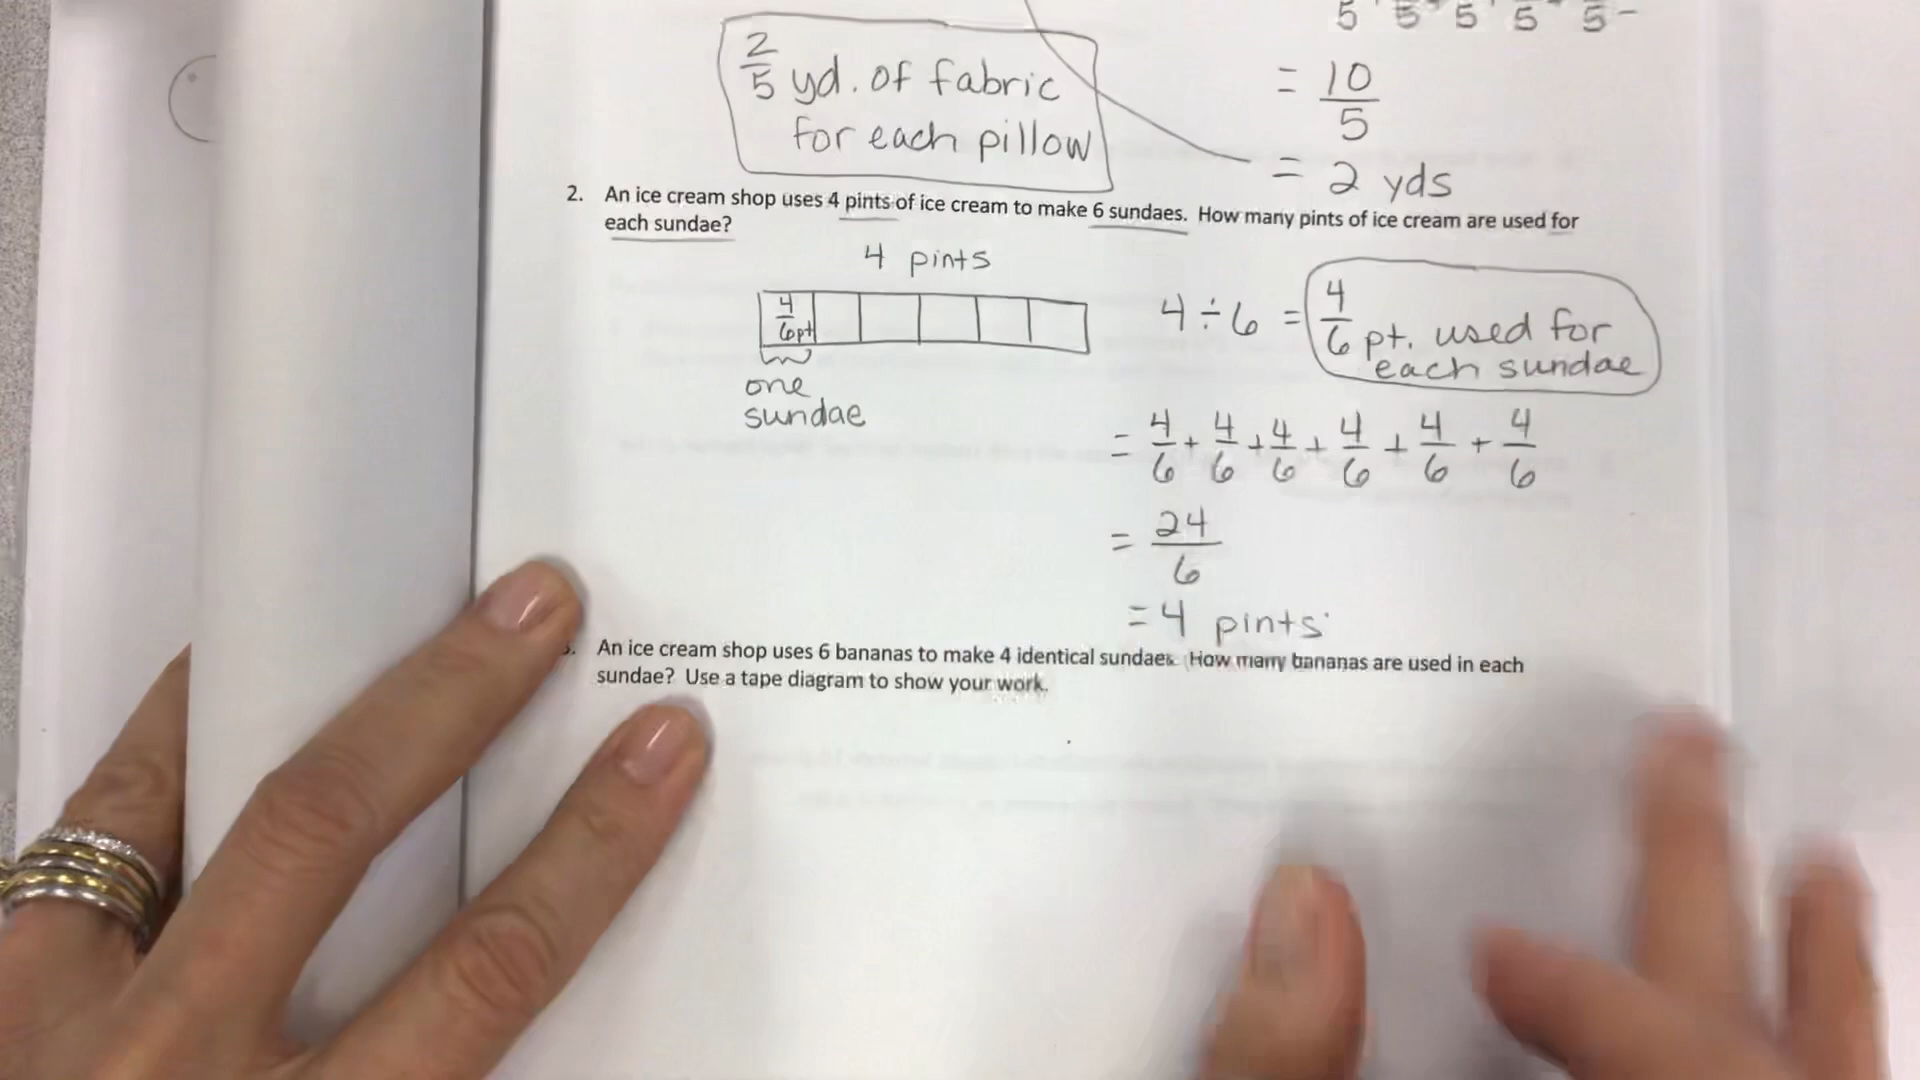 5 5 5 5 5
2/5 yd. of fabric
for each pillow
= 10/5
= 2 yds
2. An ice cream shop uses 4 pints of ice cream to make 6 sundaes. How many pints of ice cream are used for
each sundae?
4 pints
4/6 pt
one
sundae
4 ÷ 6 = 4/6 pt. used for
each sundae
= 4/6 + 4/6 + 4/6 + 4/6 + 4/6 + 4/6
= 24/6
= 4 pints
An ice cream shop uses 6 bananas to make 4 identical sundaes. How many bananas are used in each
sundae? Use a tape diagram to show your work.